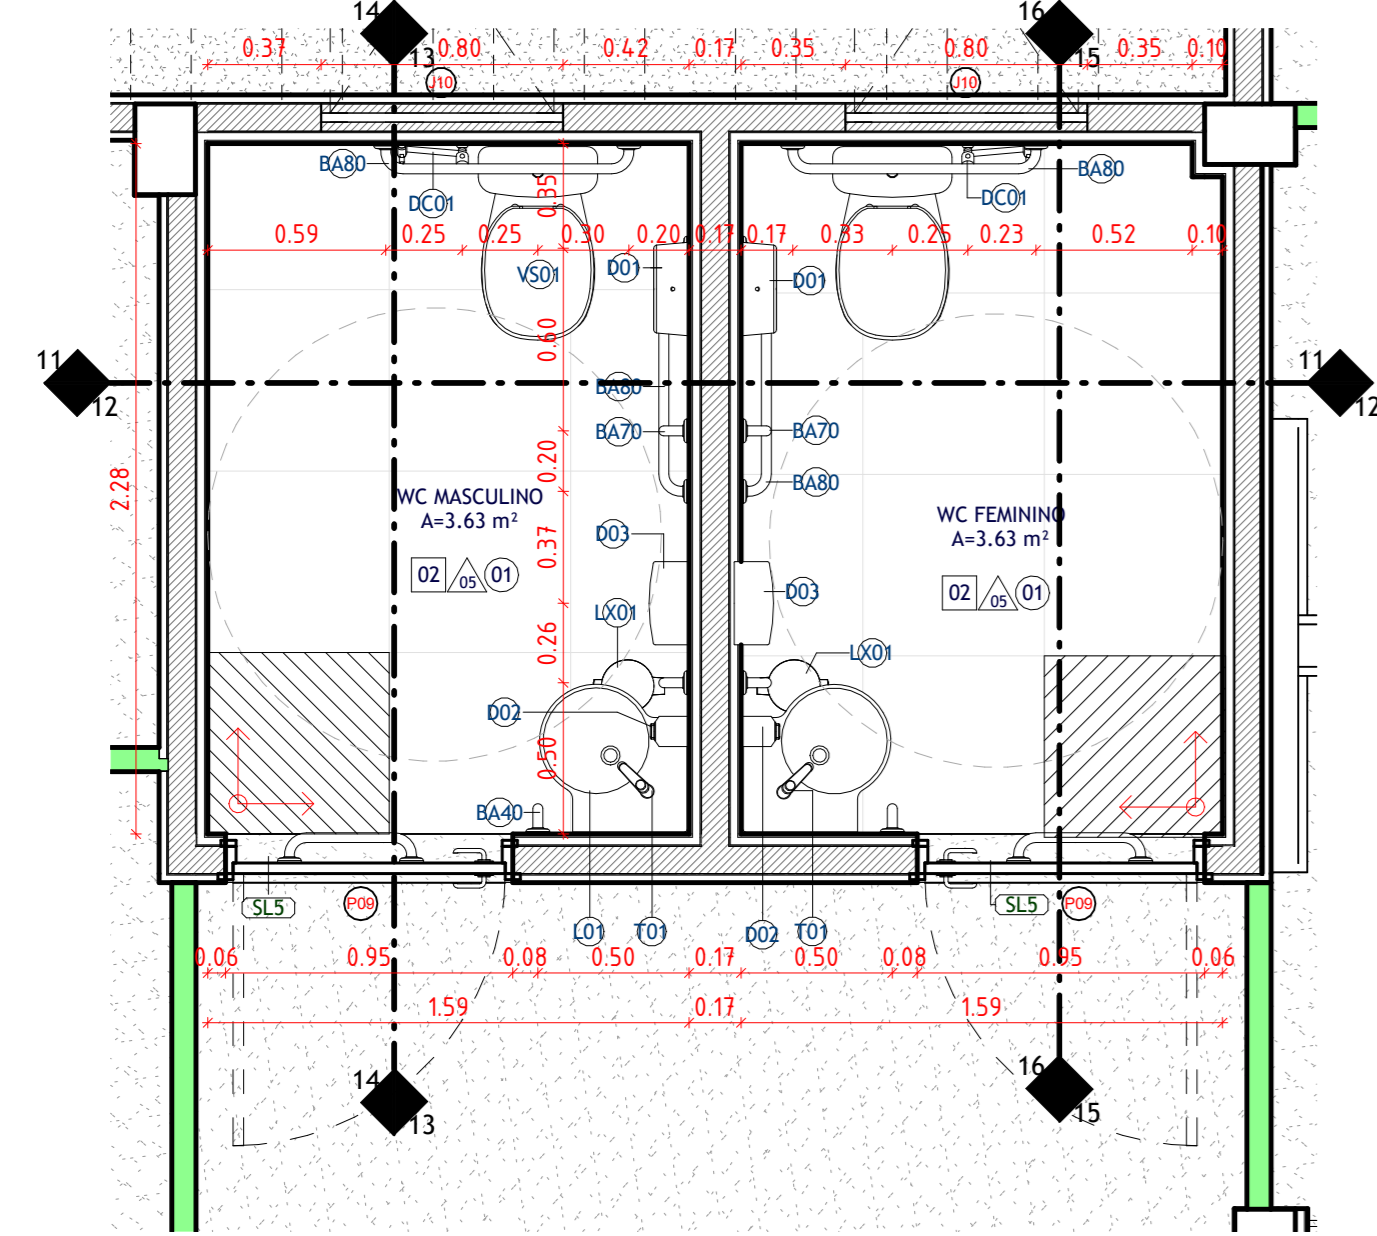 14
16
0.37
0.80
0.42
0.17
0.35
0.80
0.35
0.10
13
15
J10
J10
BA80
DC01
0.35
DC01
BA80
0.59
0.25
0.25
0.30
0.20
0.17
0.17
0.33
0.25
0.23
0.52
0.10
VS01
D01
D01
0.60
11
12
11
12
BA80
BA70
BA70
0.20
BA80
2.28
WC MASCULINO
A=3.63 m²
WC FEMININO
A=3.63 m²
D03
0.37
02
05
01
02
05
01
D03
LX01
0.26
LX01
D02
0.50
BA40
SL5
P09
SL5
P09
L01
T01
D02
T01
0.06
0.95
0.08
0.50
0.17
0.50
0.08
0.95
0.06
1.59
0.17
1.59
14
13
16
15